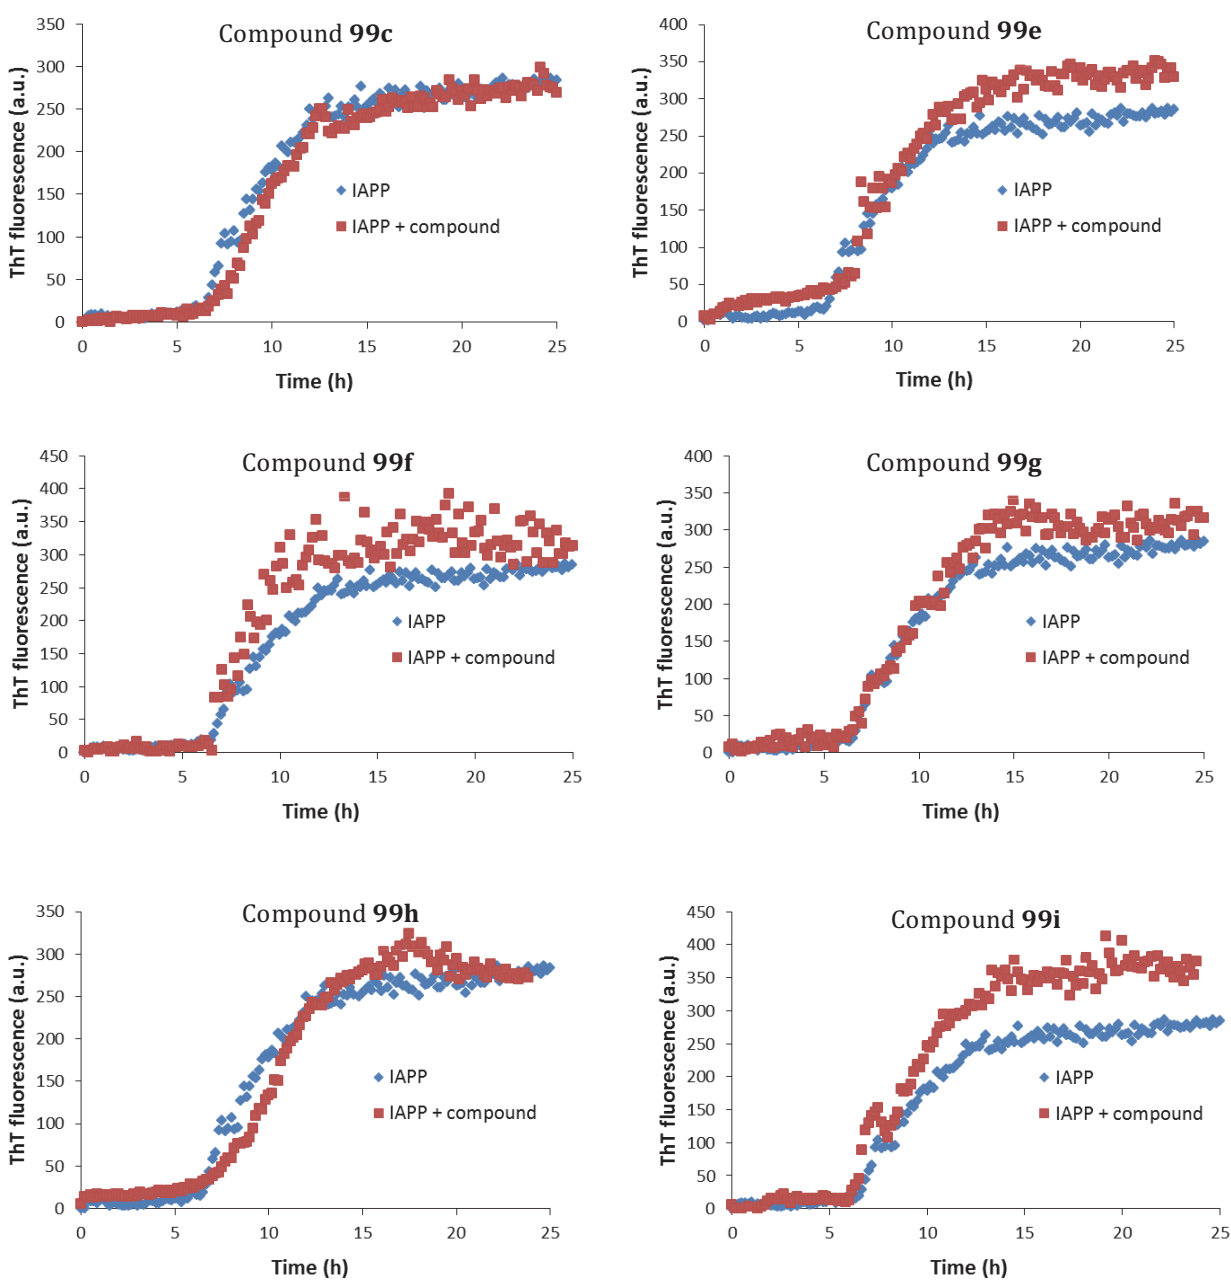 Compound 99c
ThT fluorescence (a.u.)
350
300
250
200
150
100
50
0
IAPP
IAPP + compound
0 5 10 15 20 25
Time (h)
Compound 99e
ThT fluorescence (a.u.)
400
350
300
250
200
150
100
50
0
IAPP
IAPP + compound
0 5 10 15 20 25
Time (h)
Compound 99f
ThT fluorescence (a.u.)
450
400
350
300
250
200
150
100
50
0
IAPP
IAPP + compound
0 5 10 15 20 25
Time (h)
Compound 99g
ThT fluorescence (a.u.)
400
350
300
250
200
150
100
50
0
IAPP
IAPP + compound
0 5 10 15 20 25
Time (h)
Compound 99h
ThT fluorescence (a.u.)
350
300
250
200
150
100
50
0
IAPP
IAPP + compound
0 5 10 15 20 25
Time (h)
Compound 99i
ThT fluorescence (a.u.)
450
400
350
300
250
200
150
100
50
0
IAPP
IAPP + compound
0 5 10 15 20 25
Time (h)